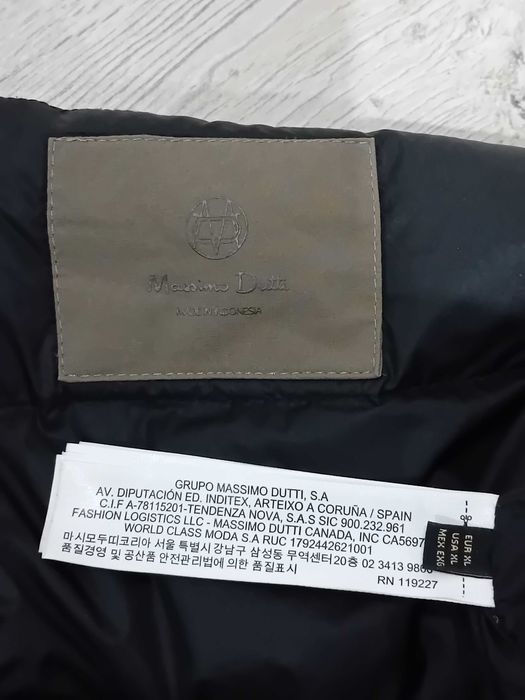 Massimo Dutti
MADE IN INDONESIA
GRUPO MASSIMO DUTTI, S.A
AV. DIPUTACIÓN ED. INDITEX, ARTEIXO A CORUÑA / SPAIN
C.I.F A-78115201-TENDENZA NOVA, S.A.S SIC 900.232.961
FASHION LOGISTICS LLC - MASSIMO DUTTI CANADA, INC CA5697
WORLD CLASS MODA S.A RUC 1792442621001
마시모두띠코리아 서울 특별시강남구 삼성동 무역센터20층 02 3413 980
품질경영 및 공산품 안전관리법에 의한 품질표시
RN 119227
EUR XL
USA XL
MEX EXG